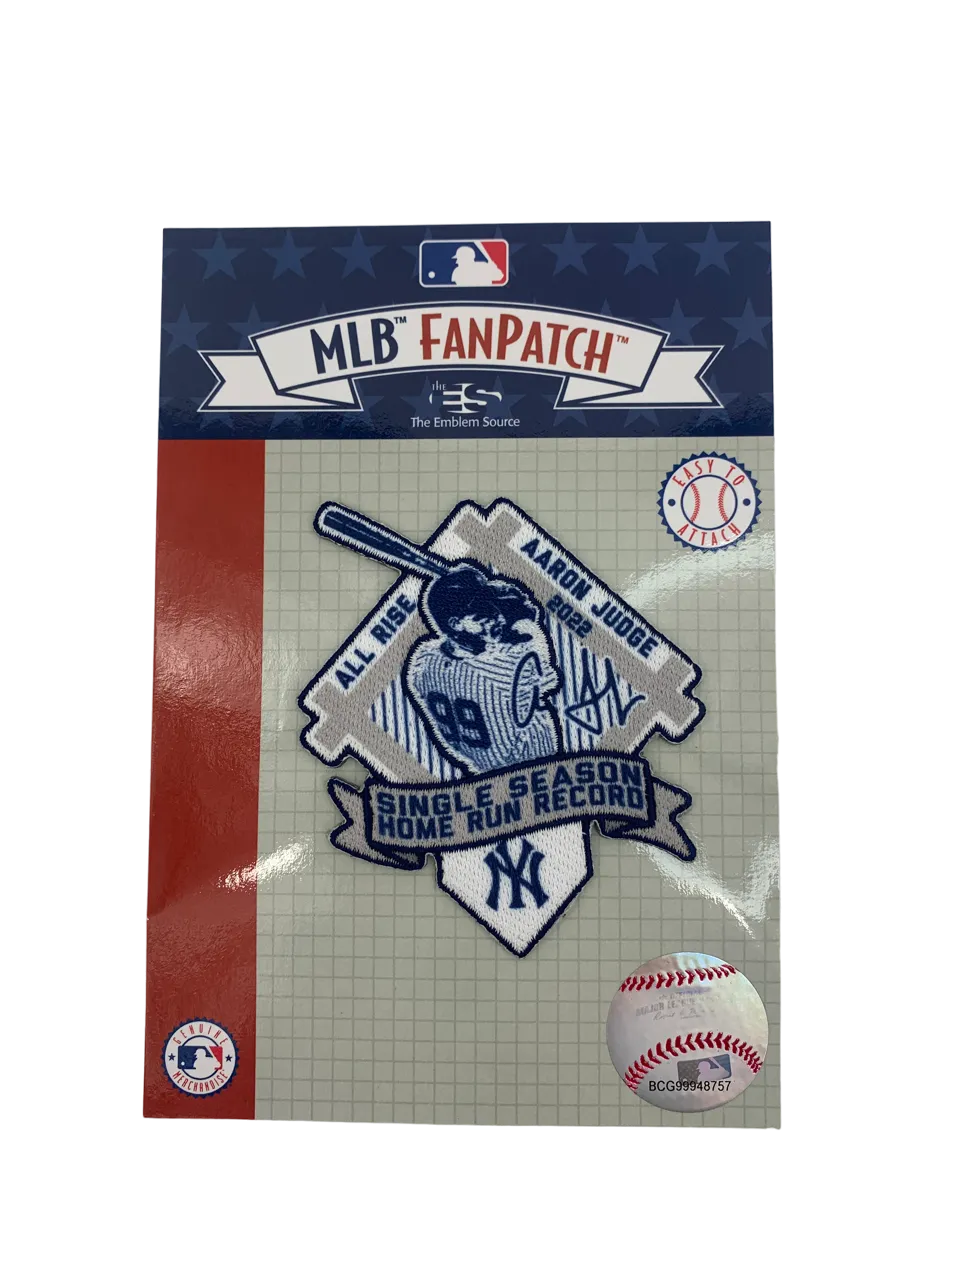 MLB™ FANPATCH™
THE
ES
The Emblem Source
EASY TO
ATTACH
ALL RISE
AARON JUDGE
2022
99
SINGLE SEASON
HOME RUN RECORD
NY
GENUINE
MERCHANDISE
BCG99948757